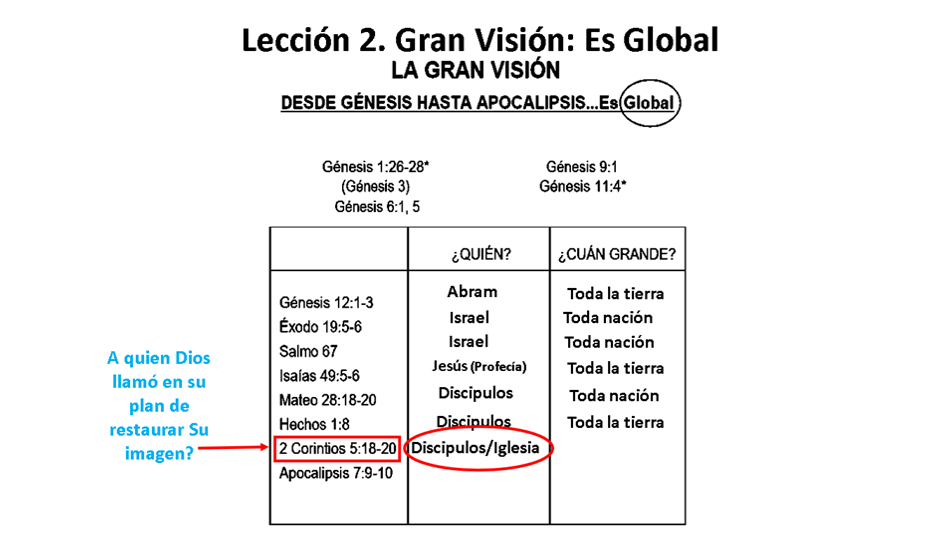 Lección 2. Gran Visión: Es Global
LA GRAN VISIÓN
DESDE GÉNESIS HASTA APOCALIPSIS...Es Global
Génesis 1:26-28*
(Génesis 3)
Génesis 6:1, 5
Génesis 9:1
Génesis 11:4*
¿QUIÉN? ¿CUÁN GRANDE?
Génesis 12:1-3 Abram Toda la tierra
Éxodo 19:5-6 Israel Toda nación
Salmo 67 Israel Toda nación
Isaías 49:5-6 Jesús (Profecía) Toda la tierra
Mateo 28:18-20 Discipulos Toda nación
Hechos 1:8 Discipulos Toda la tierra
2 Corintios 5:18-20 Discipulos/Iglesia
Apocalipsis 7:9-10
A quien Dios
llamó en su
plan de
restaurar Su
imagen?